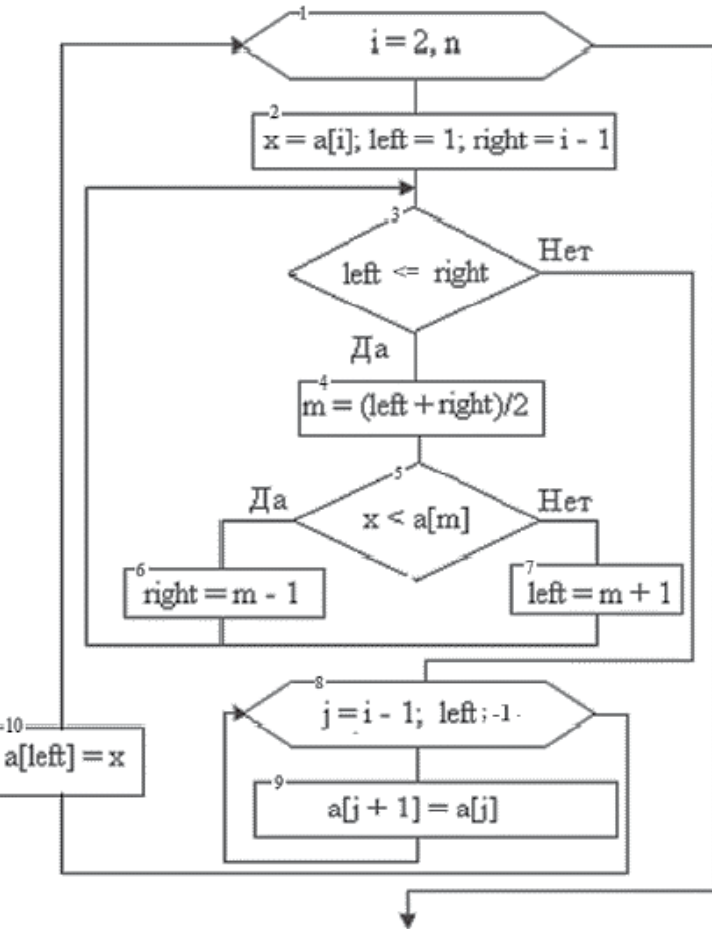 1
i = 2, n
2
x = a[i]; left = 1; right = i - 1
3
left <= right
Нет
Да
4
m = (left + right)/2
5
x < a[m]
Да
Нет
6
right = m - 1
7
left = m + 1
8
j = i - 1; left ; -1
9
a[j + 1] = a[j]
10
a[left] = x